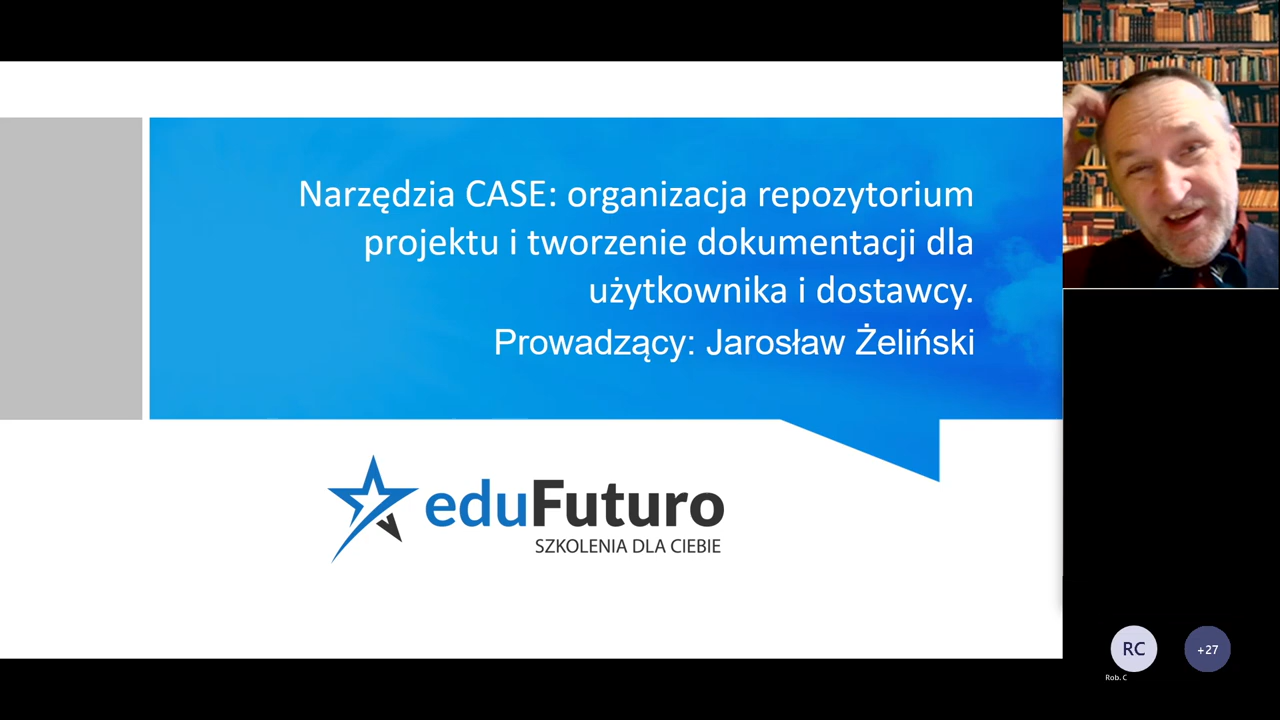 Narzędzia CASE: organizacja repozytorium
projektu i tworzenie dokumentacji dla
użytkownika i dostawcy.
Prowadzący: Jarosław Żeliński
eduFuturo
SZKOLENIA DLA CIEBIE
RC
+27
Rob. C